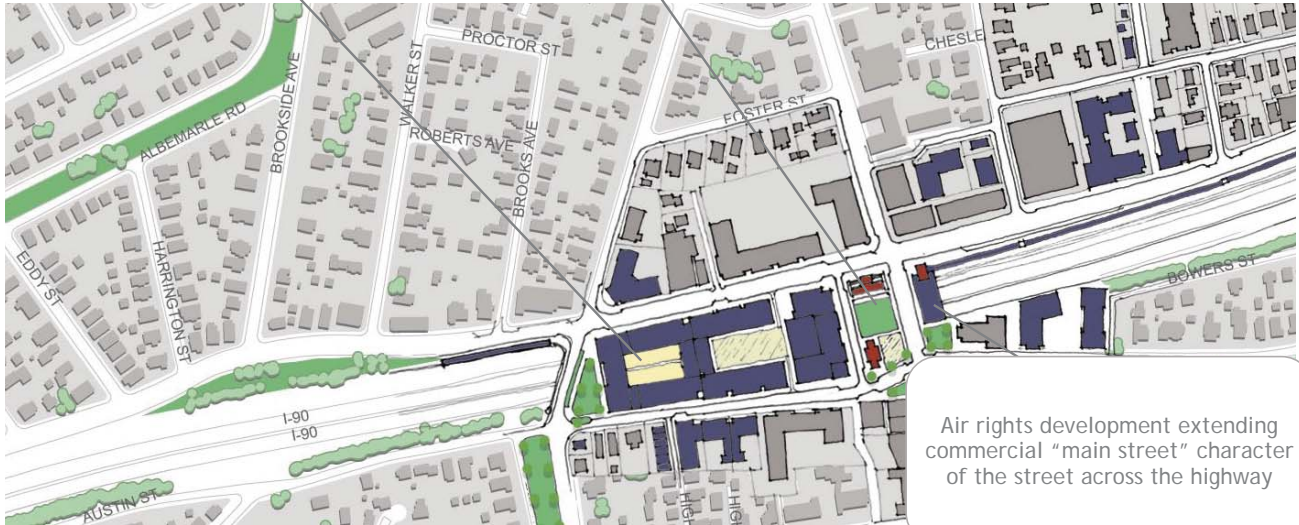 PROCTOR ST
CHESLE
WALKER ST
BROOKSIDE AVE
FOSTER ST
ALBEMARLE RD
ROBERTS AVE
BROOKS AVE
EDDY ST
HARRINGTON ST
BOWERS ST
I-90
I-90
AUSTIN ST
HIGH
HIGH
Air rights development extending
commercial “main street” character
of the street across the highway